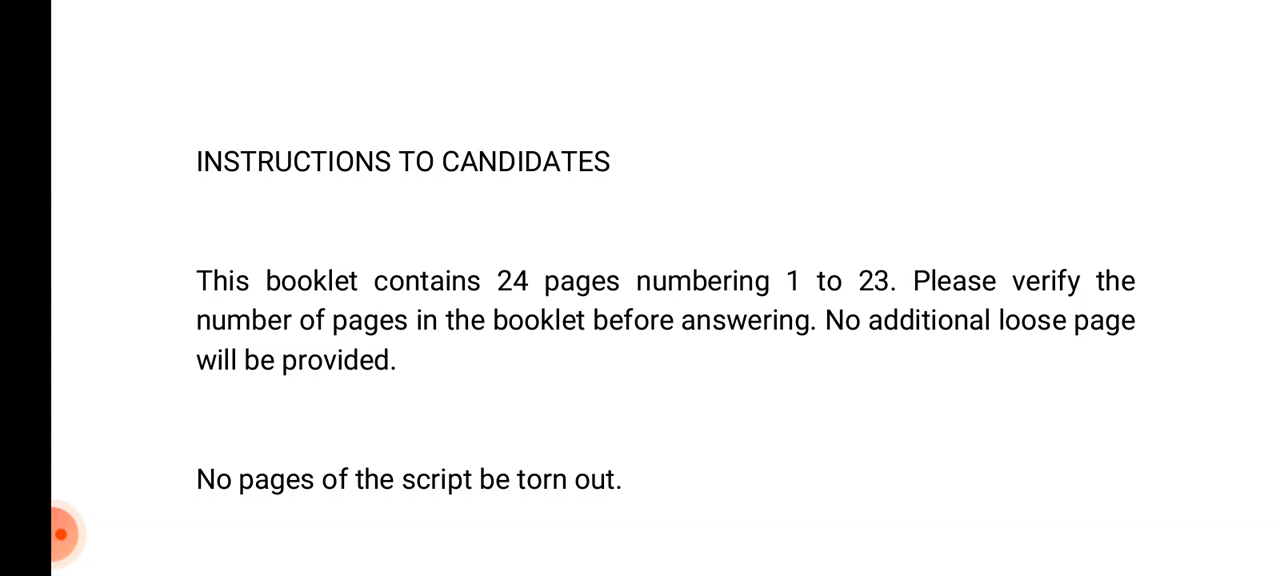 INSTRUCTIONS TO CANDIDATES
This booklet contains 24 pages numbering 1 to 23. Please verify the
number of pages in the booklet before answering. No additional loose page
will be provided.
No pages of the script be torn out.